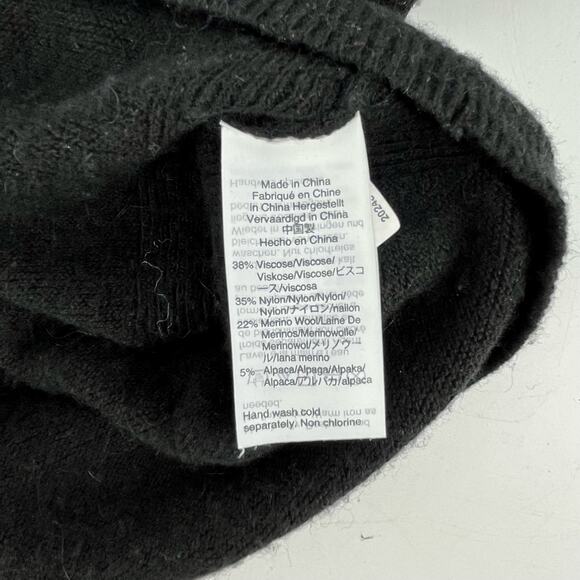 Made in China
Fabriqué en Chine
in China Hergestellt
Vervaardigd in China
中国製
Hecho en China
38% Viscose/Viscose/
Viskose/Viscose/ビスコ
ース/viscosa
35% Nylon/Nylon/Nylon/
Nylon/ナイロン/nailon
22% Merino Wool/Laine De
Merinos/Merinowolle/
Merinowol/メリノウ
ル/lana merino
5% Alpaca/Alpaga/Alpaka/
Alpaca/アルパカ/alpaca
Hand wash cold
separately. Non chlorine